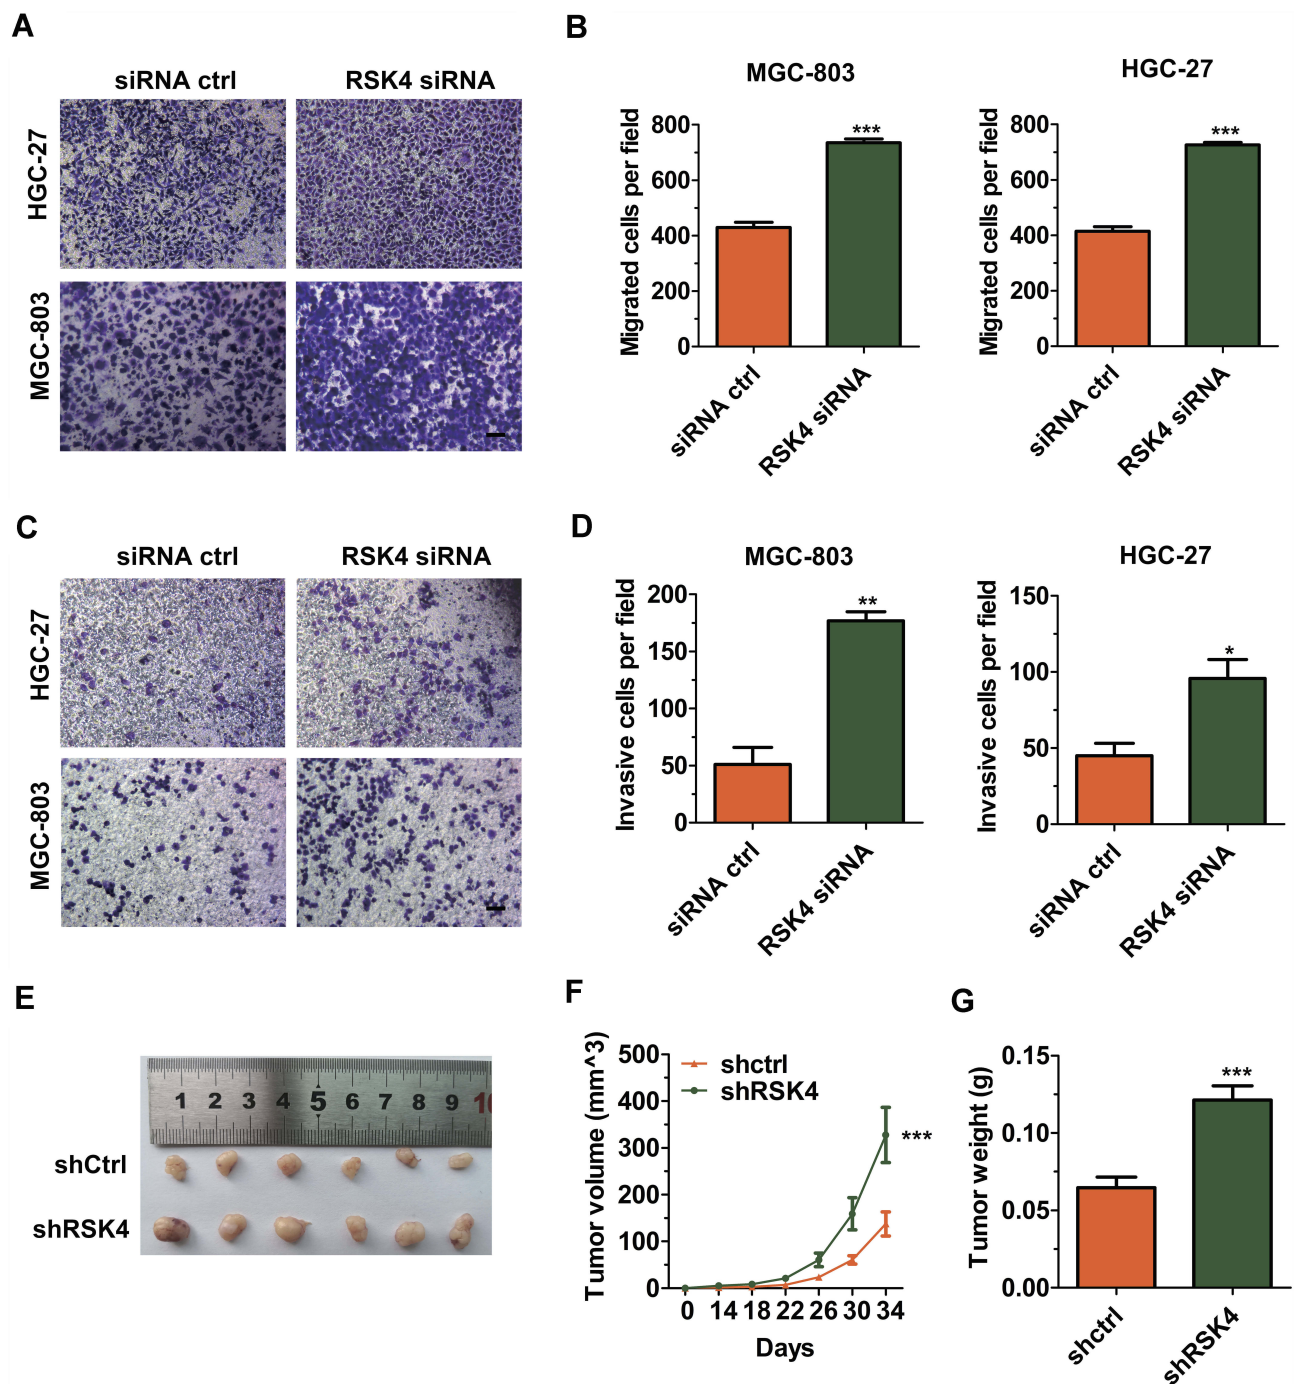 A
siRNA ctrl RSK4 siRNA
HGC-27
MGC-803
B
MGC-803
Migrated cells per field
800
600
400
200
0
***
siRNA ctrl
RSK4 siRNA
HGC-27
Migrated cells per field
800
600
400
200
0
***
siRNA ctrl
RSK4 siRNA
C
siRNA ctrl RSK4 siRNA
HGC-27
MGC-803
D
MGC-803
Invasive cells per field
200
150
100
50
0
**
siRNA ctrl
RSK4 siRNA
HGC-27
Invasive cells per field
150
100
50
0
*
siRNA ctrl
RSK4 siRNA
E
1 2 3 4 5 6 7 8 9 10
shCtrl
shRSK4
F
Tumor volume (mm^3)
500
400
300
200
100
0
shctrl
shRSK4
***
0 14 18 22 26 30 34
Days
G
Tumor weight (g)
0.15
0.10
0.05
0.00
***
shctrl
shRSK4